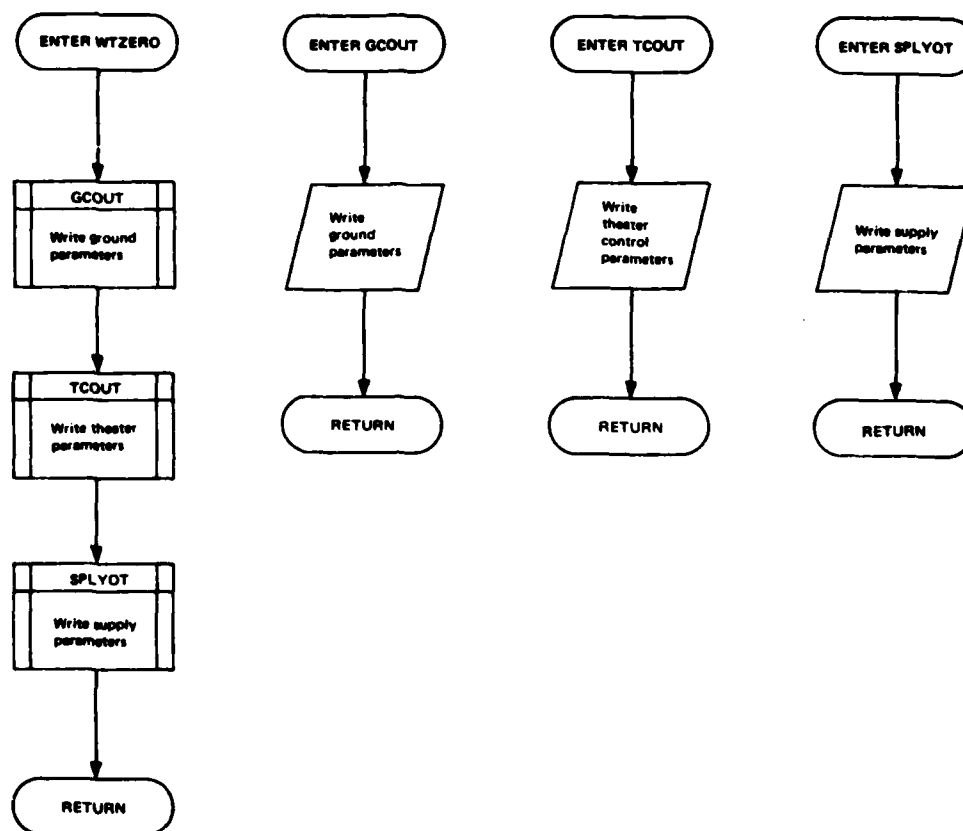 ENTER WTZERO
GCOUT
Write ground
parameters
TCOUT
Write theater
parameters
SPLYOT
Write supply
parameters
RETURN
ENTER GCOUT
Write
ground
parameters
RETURN
ENTER TCOUT
Write
theater
control
parameters
RETURN
ENTER SPLYOT
Write supply
parameters
RETURN